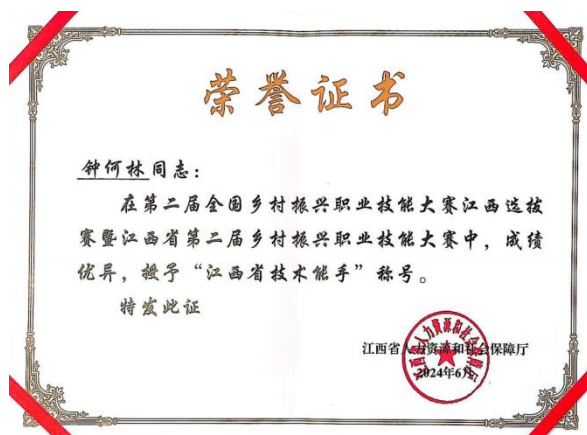 荣誉证书
钟何林同志：
在第二届全国乡村振兴职业技能大赛江西选拔
赛暨江西省第二届乡村振兴职业技能大赛中，成绩
优异，授予“江西省技术能手”称号。
特发此证
江西省人力资源和社会保障厅
2024年6月